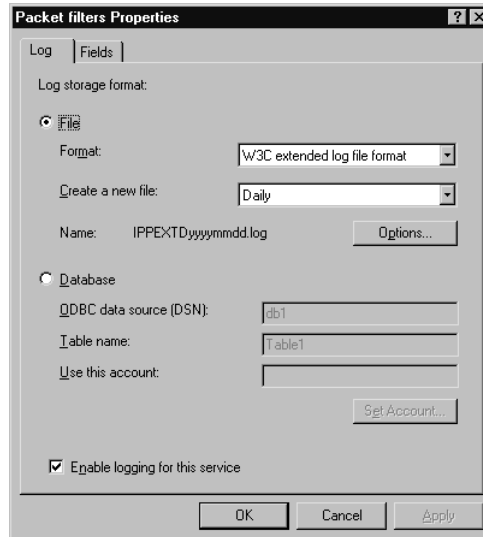 Packet filters Properties
Log Fields
Log storage format:
File
Format: W3C extended log file format
Create a new file: Daily
Name: IPPEXTDyyyymmdd.log Options...
Database
ODBC data source (DSN): db1
Table name: Table1
Use this account:
Set Account...
Enable logging for this service
OK Cancel Apply